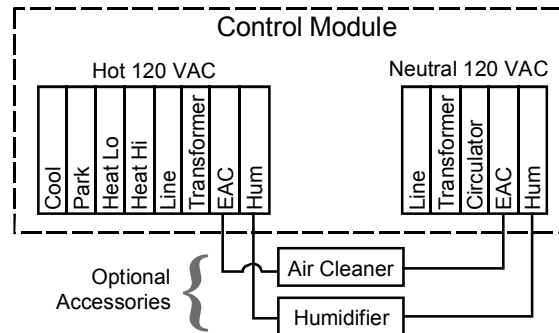 Control Module
Hot 120 VAC
Neutral 120 VAC
Cool
Park
Heat Lo
Heat Hi
Line
Transformer
EAC
Hum
Line
Transformer
Circulator
EAC
Hum
Optional
Accessories
Air Cleaner
Humidifier